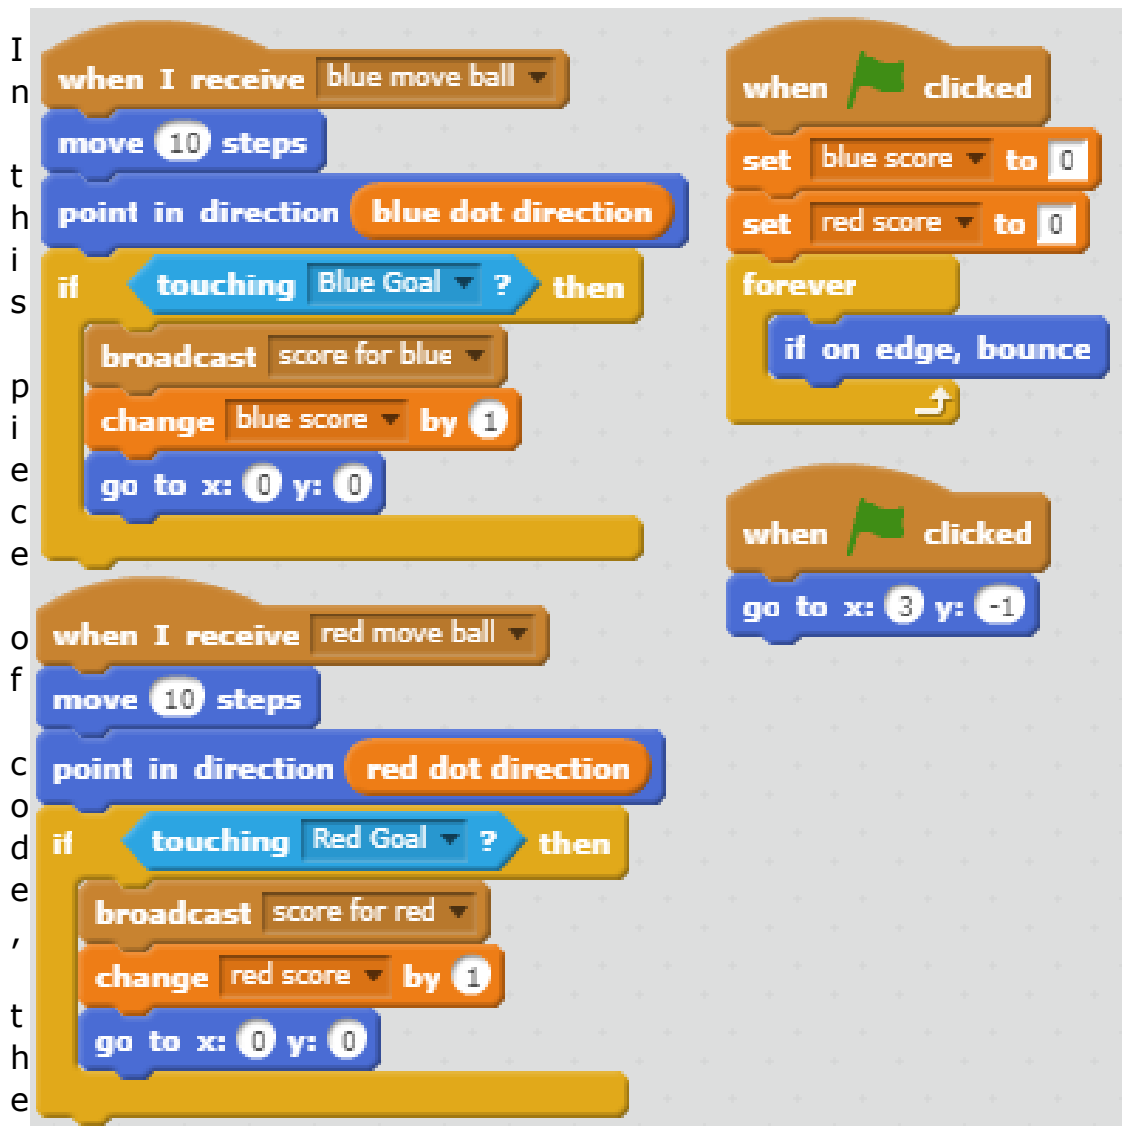 In this piece of code, the
when I receive blue move ball
move 10 steps
point in direction blue dot direction
if touching Blue Goal ? then
broadcast score for blue
change blue score by 1
go to x: 0 y: 0
when I receive red move ball
move 10 steps
point in direction red dot direction
if touching Red Goal ? then
broadcast score for red
change red score by 1
go to x: 0 y: 0
when clicked
set blue score to 0
set red score to 0
forever
if on edge, bounce
when clicked
go to x: 3 y: -1